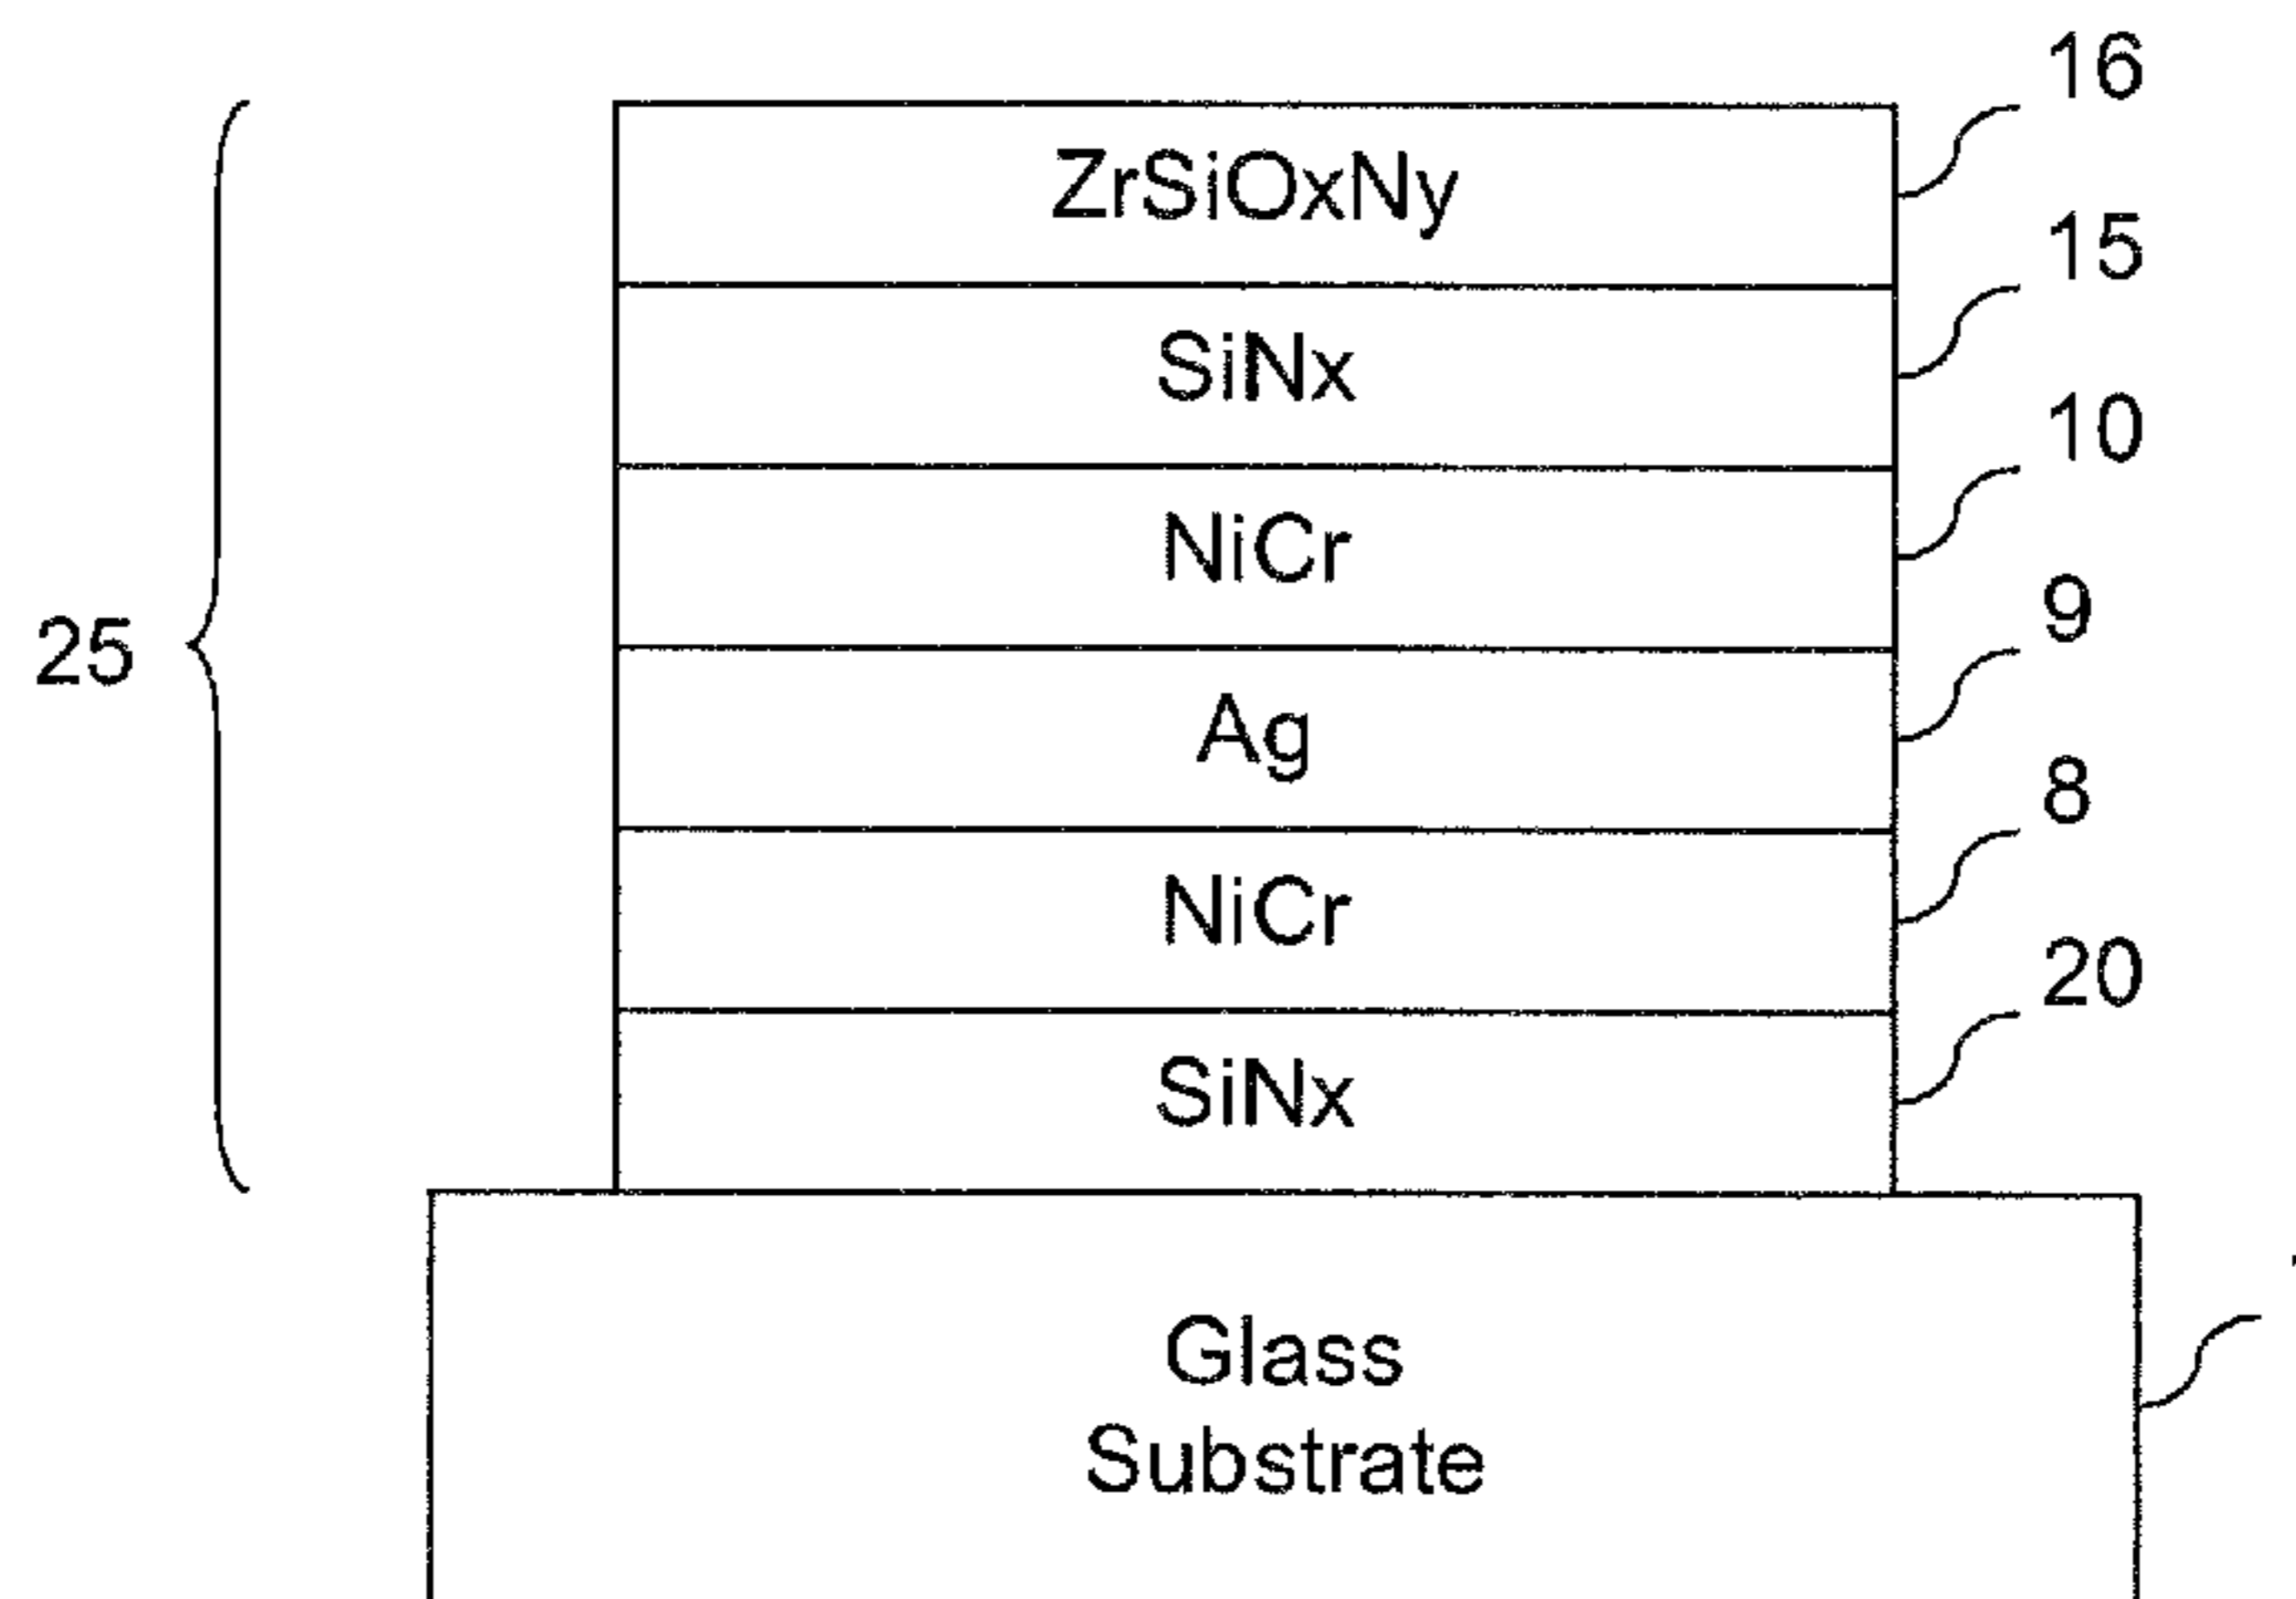 16
ZrSiOxNy
15
SiNx
10
NiCr
9
25
Ag
8
NiCr
20
SiNx
Glass
Substrate